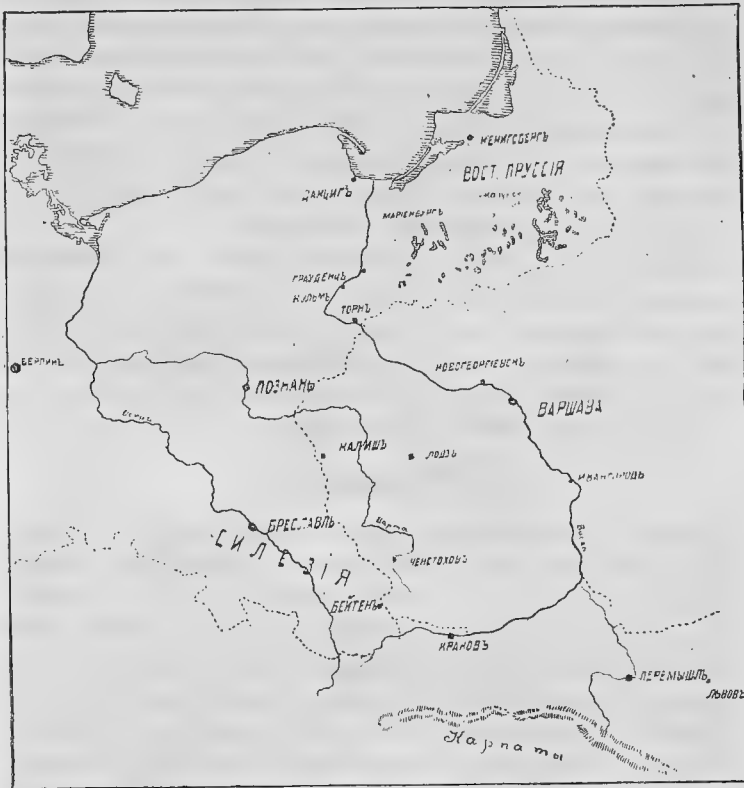 КЕНИГСБЕРГЪ
ВОСТ. ПРУССІЯ
ДАНЦИГЪ
МАРІЕНБУРГЪ
ГРАУДЕНЦЪ
КУЛЬМЪ
ТОРНЪ
БЕРЛИНЪ
НОВОГЕОРГІЕВСКЪ
ПОЗНАНЬ
ВАРШАВА
КАЛИШЪ
ЛОДЗЬ
ИВАНГОРОДЪ
БРЕСЛАВЛЬ
Варта
Висла
СИЛЕЗІЯ
ЧЕНСТОХОВЪ
БЕЙТЕНЪ
КРАКОВЪ
ПЕРЕМЫШЛЬ
ЛЬВОВЪ
Карпаты